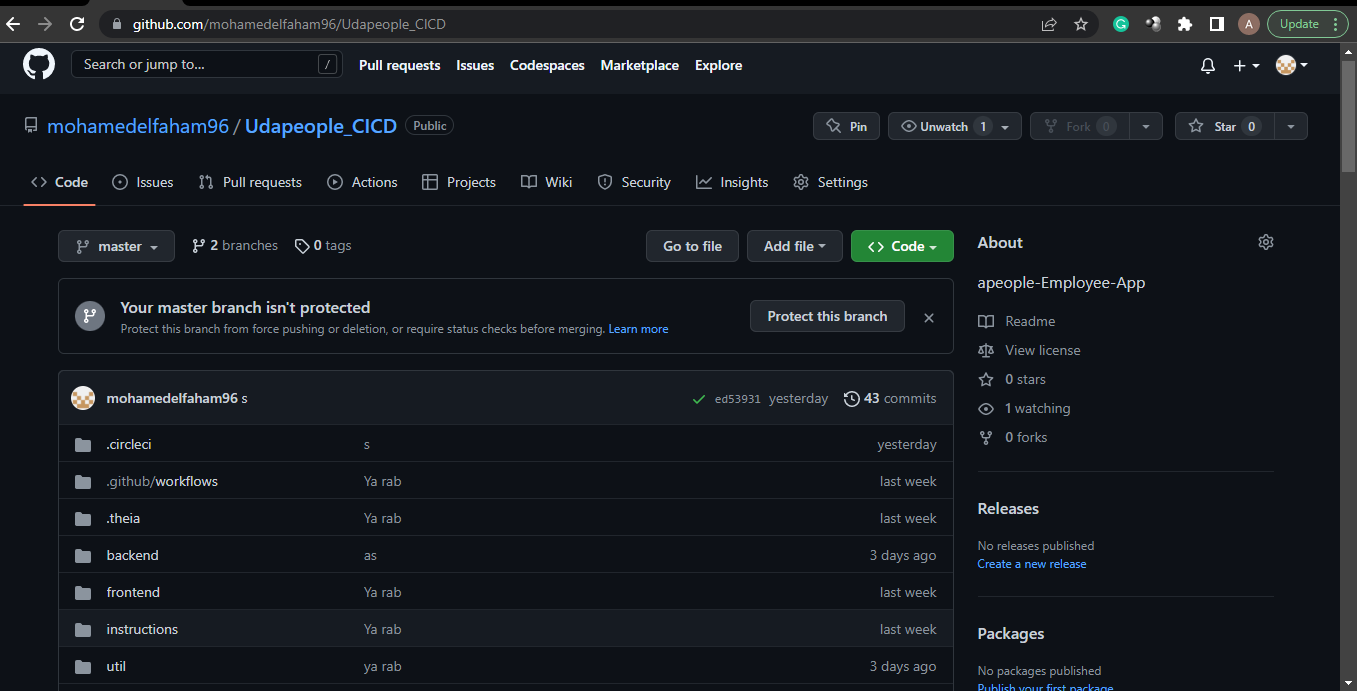 github.com/mohamedelfaham96/Udapeople_CICD
A
Update
Search or jump to...
/
Pull requests Issues Codespaces Marketplace Explore
mohamedelfaham96 / Udapeople_CICD Public
Pin Unwatch 1 Fork 0 Star 0
Code Issues Pull requests Actions Projects Wiki Security Insights Settings
master 2 branches 0 tags Go to file Add file Code
Your master branch isn't protected
Protect this branch from force pushing or deletion, or require status checks before merging. Learn more
Protect this branch
mohamedelfaham96 s ed53931 yesterday 43 commits
.circleci s yesterday
.github/workflows Ya rab last week
.theia Ya rab last week
backend as 3 days ago
frontend Ya rab last week
instructions Ya rab last week
util ya rab 3 days ago
About
apeople-Employee-App
Readme
View license
0 stars
1 watching
0 forks
Releases
No releases published
Create a new release
Packages
No packages published
Publish your first package